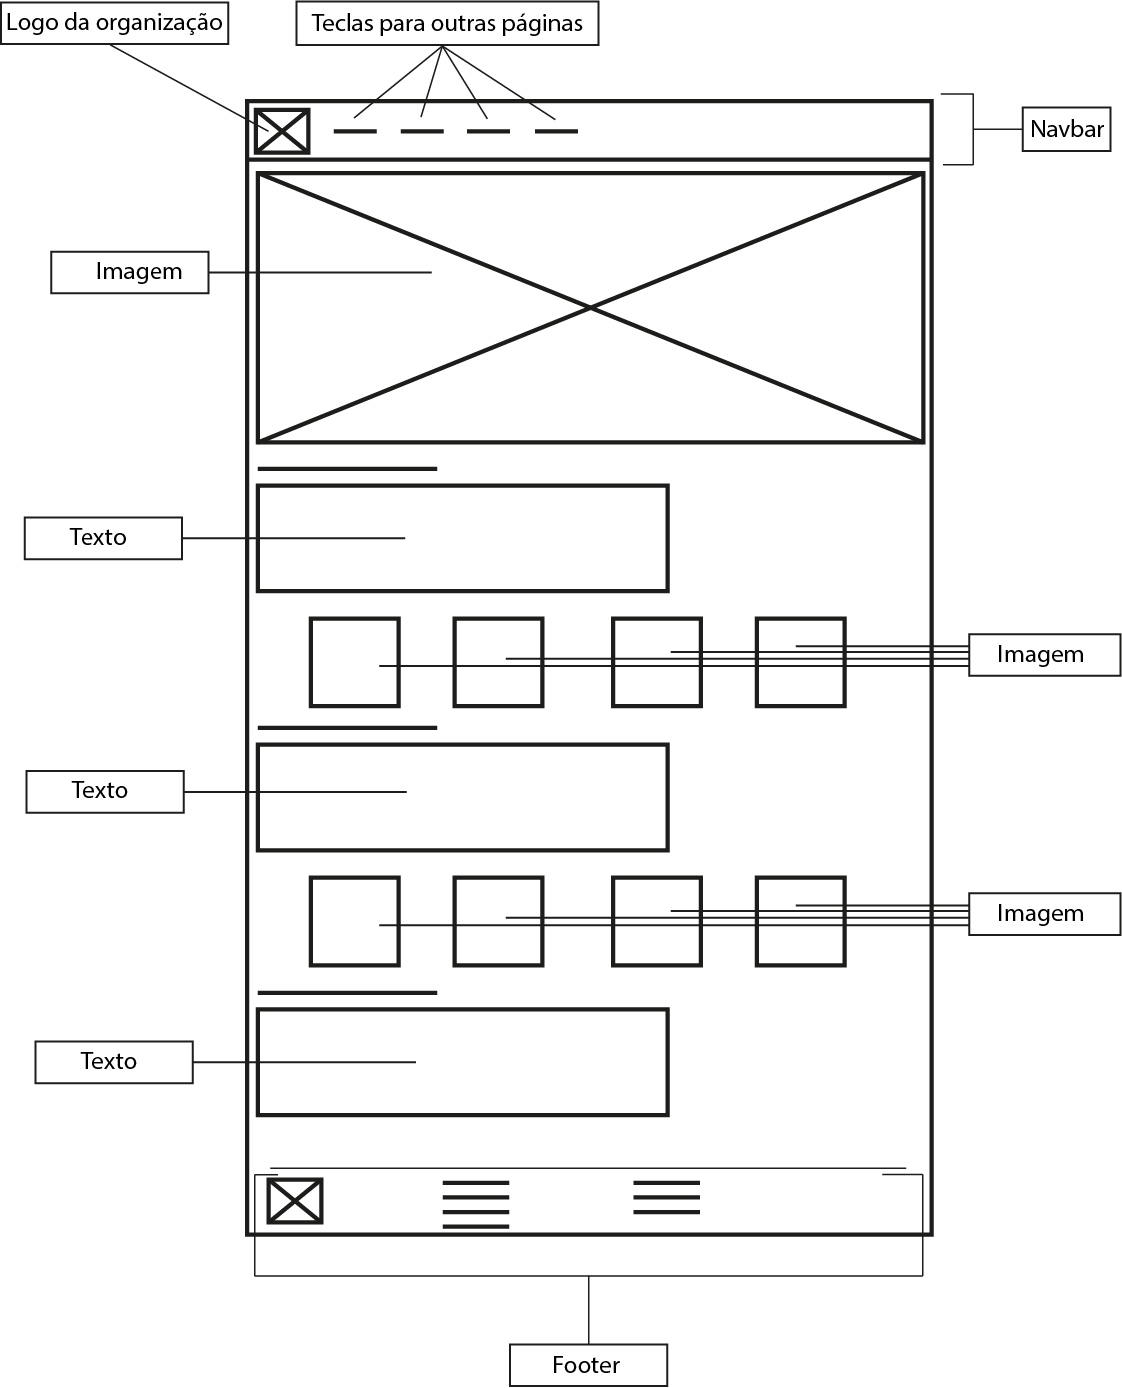 Logo da organização
Teclas para outras páginas
Navbar
Imagem
Texto
Imagem
Texto
Imagem
Texto
Footer